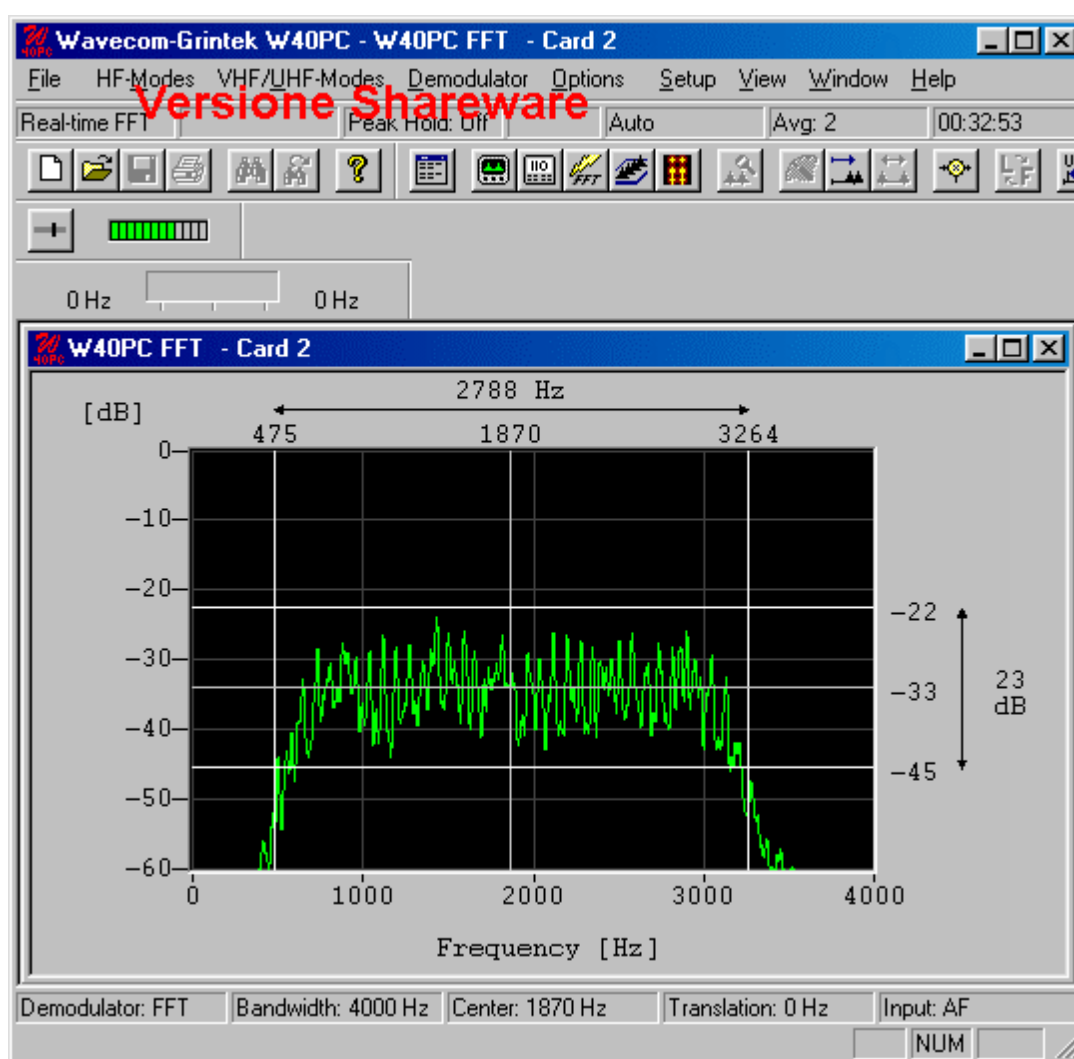 Wavecom-Grintek W40PC - W40PC FFT - Card 2
File HF-Modes VHF/UHF-Modes Demodulator Options Setup View Window Help
Versione Shareware
Real-time FFT Peak Hold: Off Auto Avg: 2 00:32:53
FFT
0 Hz 0 Hz
W40PC FFT - Card 2
2788 Hz
[dB]
475 1870 3264
0
-10
-20
-22
-30
-33
23
dB
-40
-45
-50
-60
0 1000 2000 3000 4000
Frequency [Hz]
Demodulator: FFT Bandwidth: 4000 Hz Center: 1870 Hz Translation: 0 Hz Input: AF
NUM